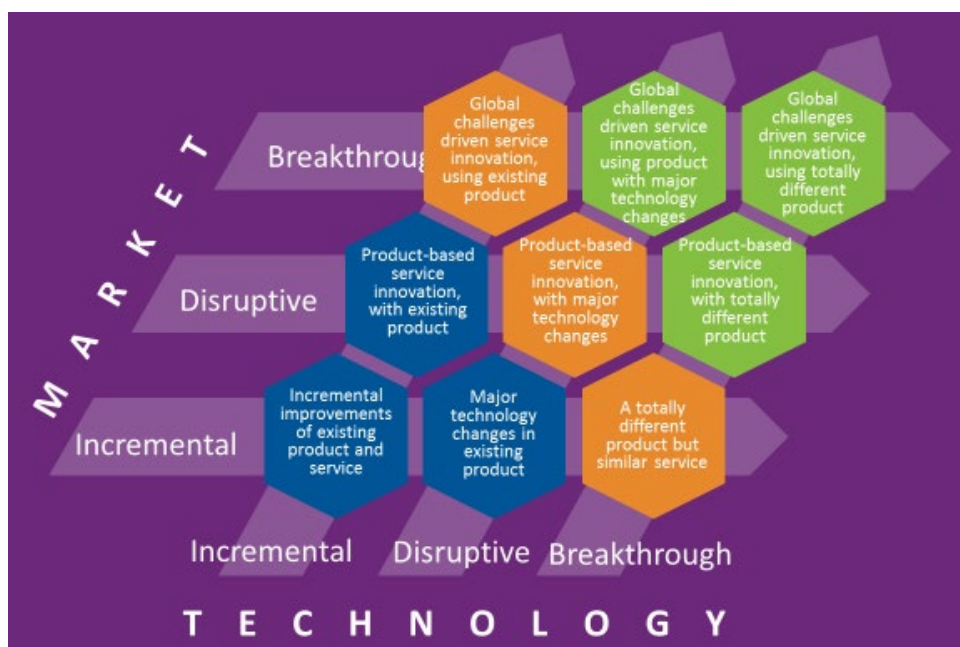 MARKET
Breakthroug
Global
challenges
driven service
innovation,
using existing
product
Global
challenges
driven service
innovation,
using product
with major
technology
changes
Global
challenges
driven service
innovation,
using totally
different
product
Disruptive
Product-based
service
innovation,
with existing
product
Product-based
service
innovation,
with major
technology
changes
Product-based
service
innovation,
with totally
different
product
Incremental
Incremental
improvements
of existing
product and
service
Major
technology
changes in
existing
product
A totally
different
product but
similar service
Incremental
Disruptive
Breakthrough
TECHNOLOGY